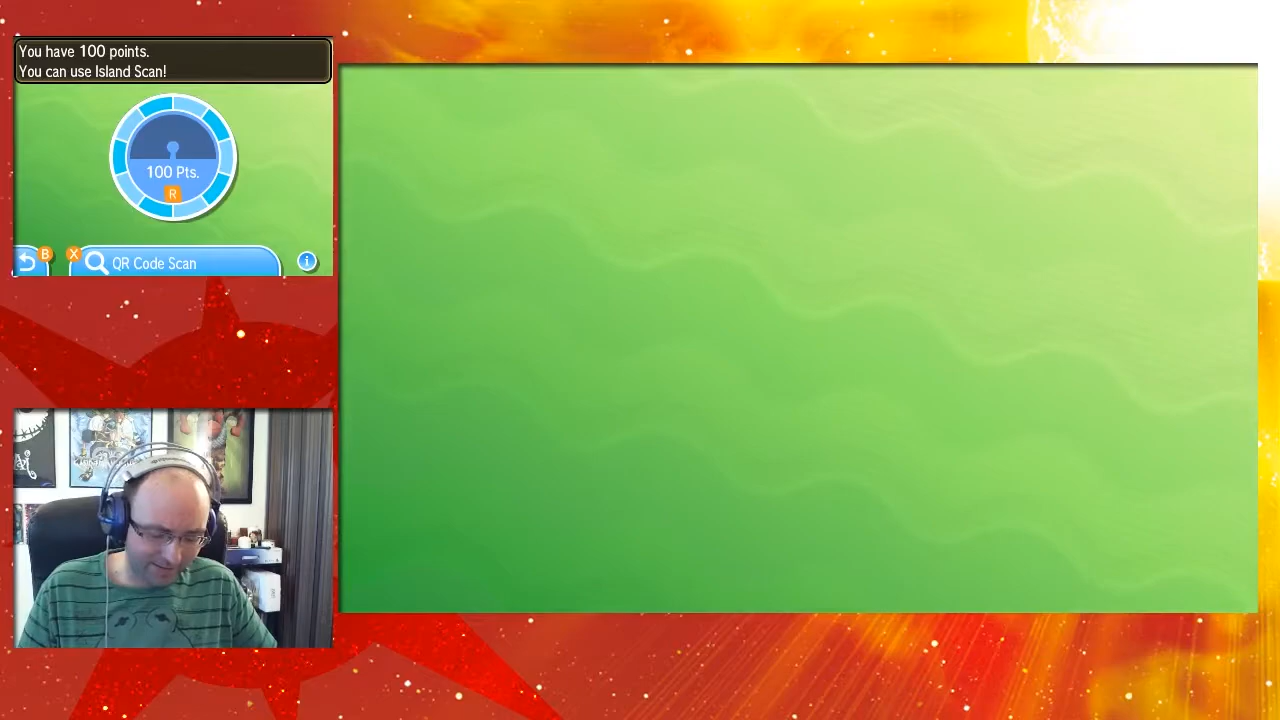 You have 100 points.
You can use Island Scan!
100 Pts.
R
B
X
QR Code Scan
i